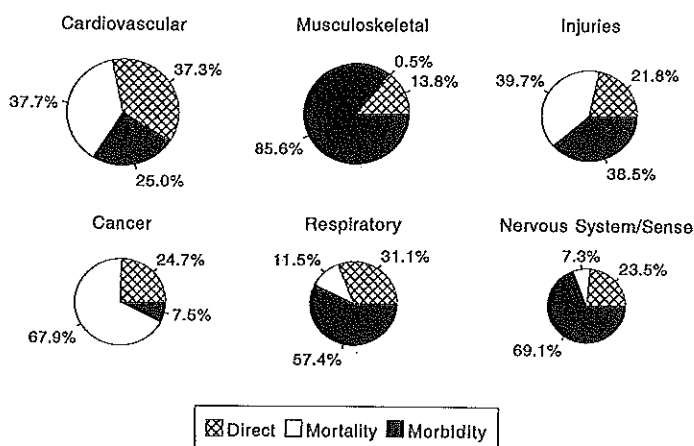 Cardiovascular
37.3%
37.7%
25.0%
Musculoskeletal
0.5%
13.8%
85.6%
Injuries
39.7%
21.8%
38.5%
Cancer
24.7%
7.5%
67.9%
Respiratory
11.5%
31.1%
57.4%
Nervous System/Sense
7.3%
23.5%
69.1%
Direct Mortality Morbidity